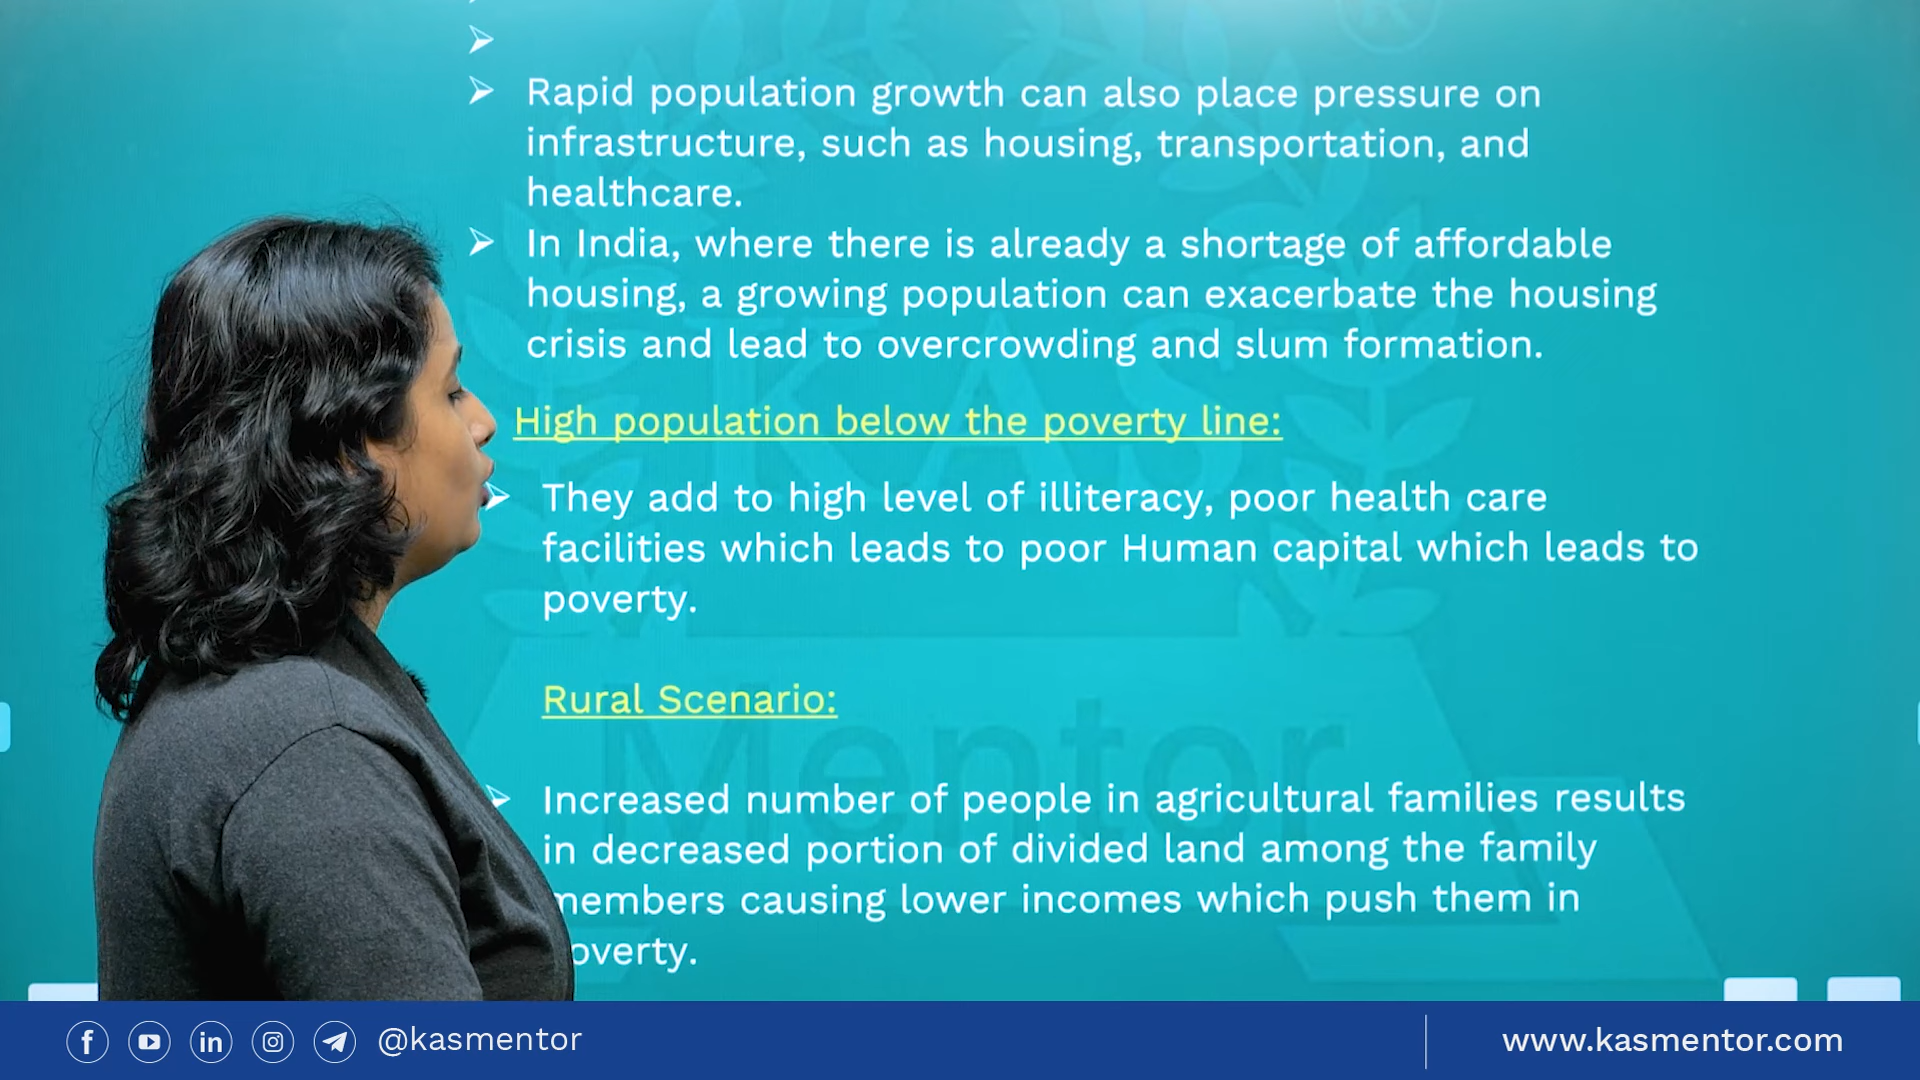 Rapid population growth can also place pressure on
infrastructure, such as housing, transportation, and
healthcare.
In India, where there is already a shortage of affordable
housing, a growing population can exacerbate the housing
crisis and lead to overcrowding and slum formation.
High population below the poverty line:
They add to high level of illiteracy, poor health care
facilities which leads to poor Human capital which leads to
poverty.
Rural Scenario:
Increased number of people in agricultural families results
in decreased portion of divided land among the family
members causing lower incomes which push them in
poverty.
KAS
Mentor
@kasmentor
www.kasmentor.com